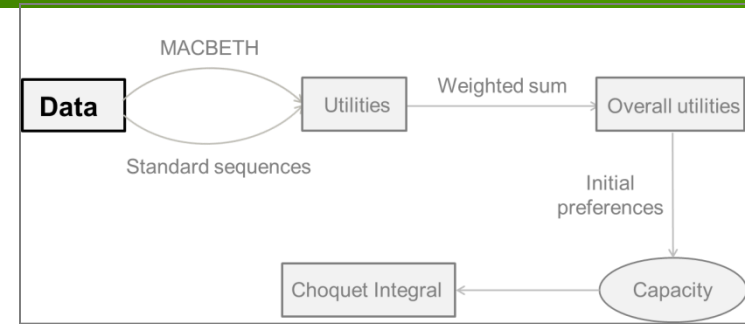 MACBETH
Data
Utilities
Weighted sum
Overall utilities
Standard sequences
Initial
preferences
Choquet Integral
Capacity